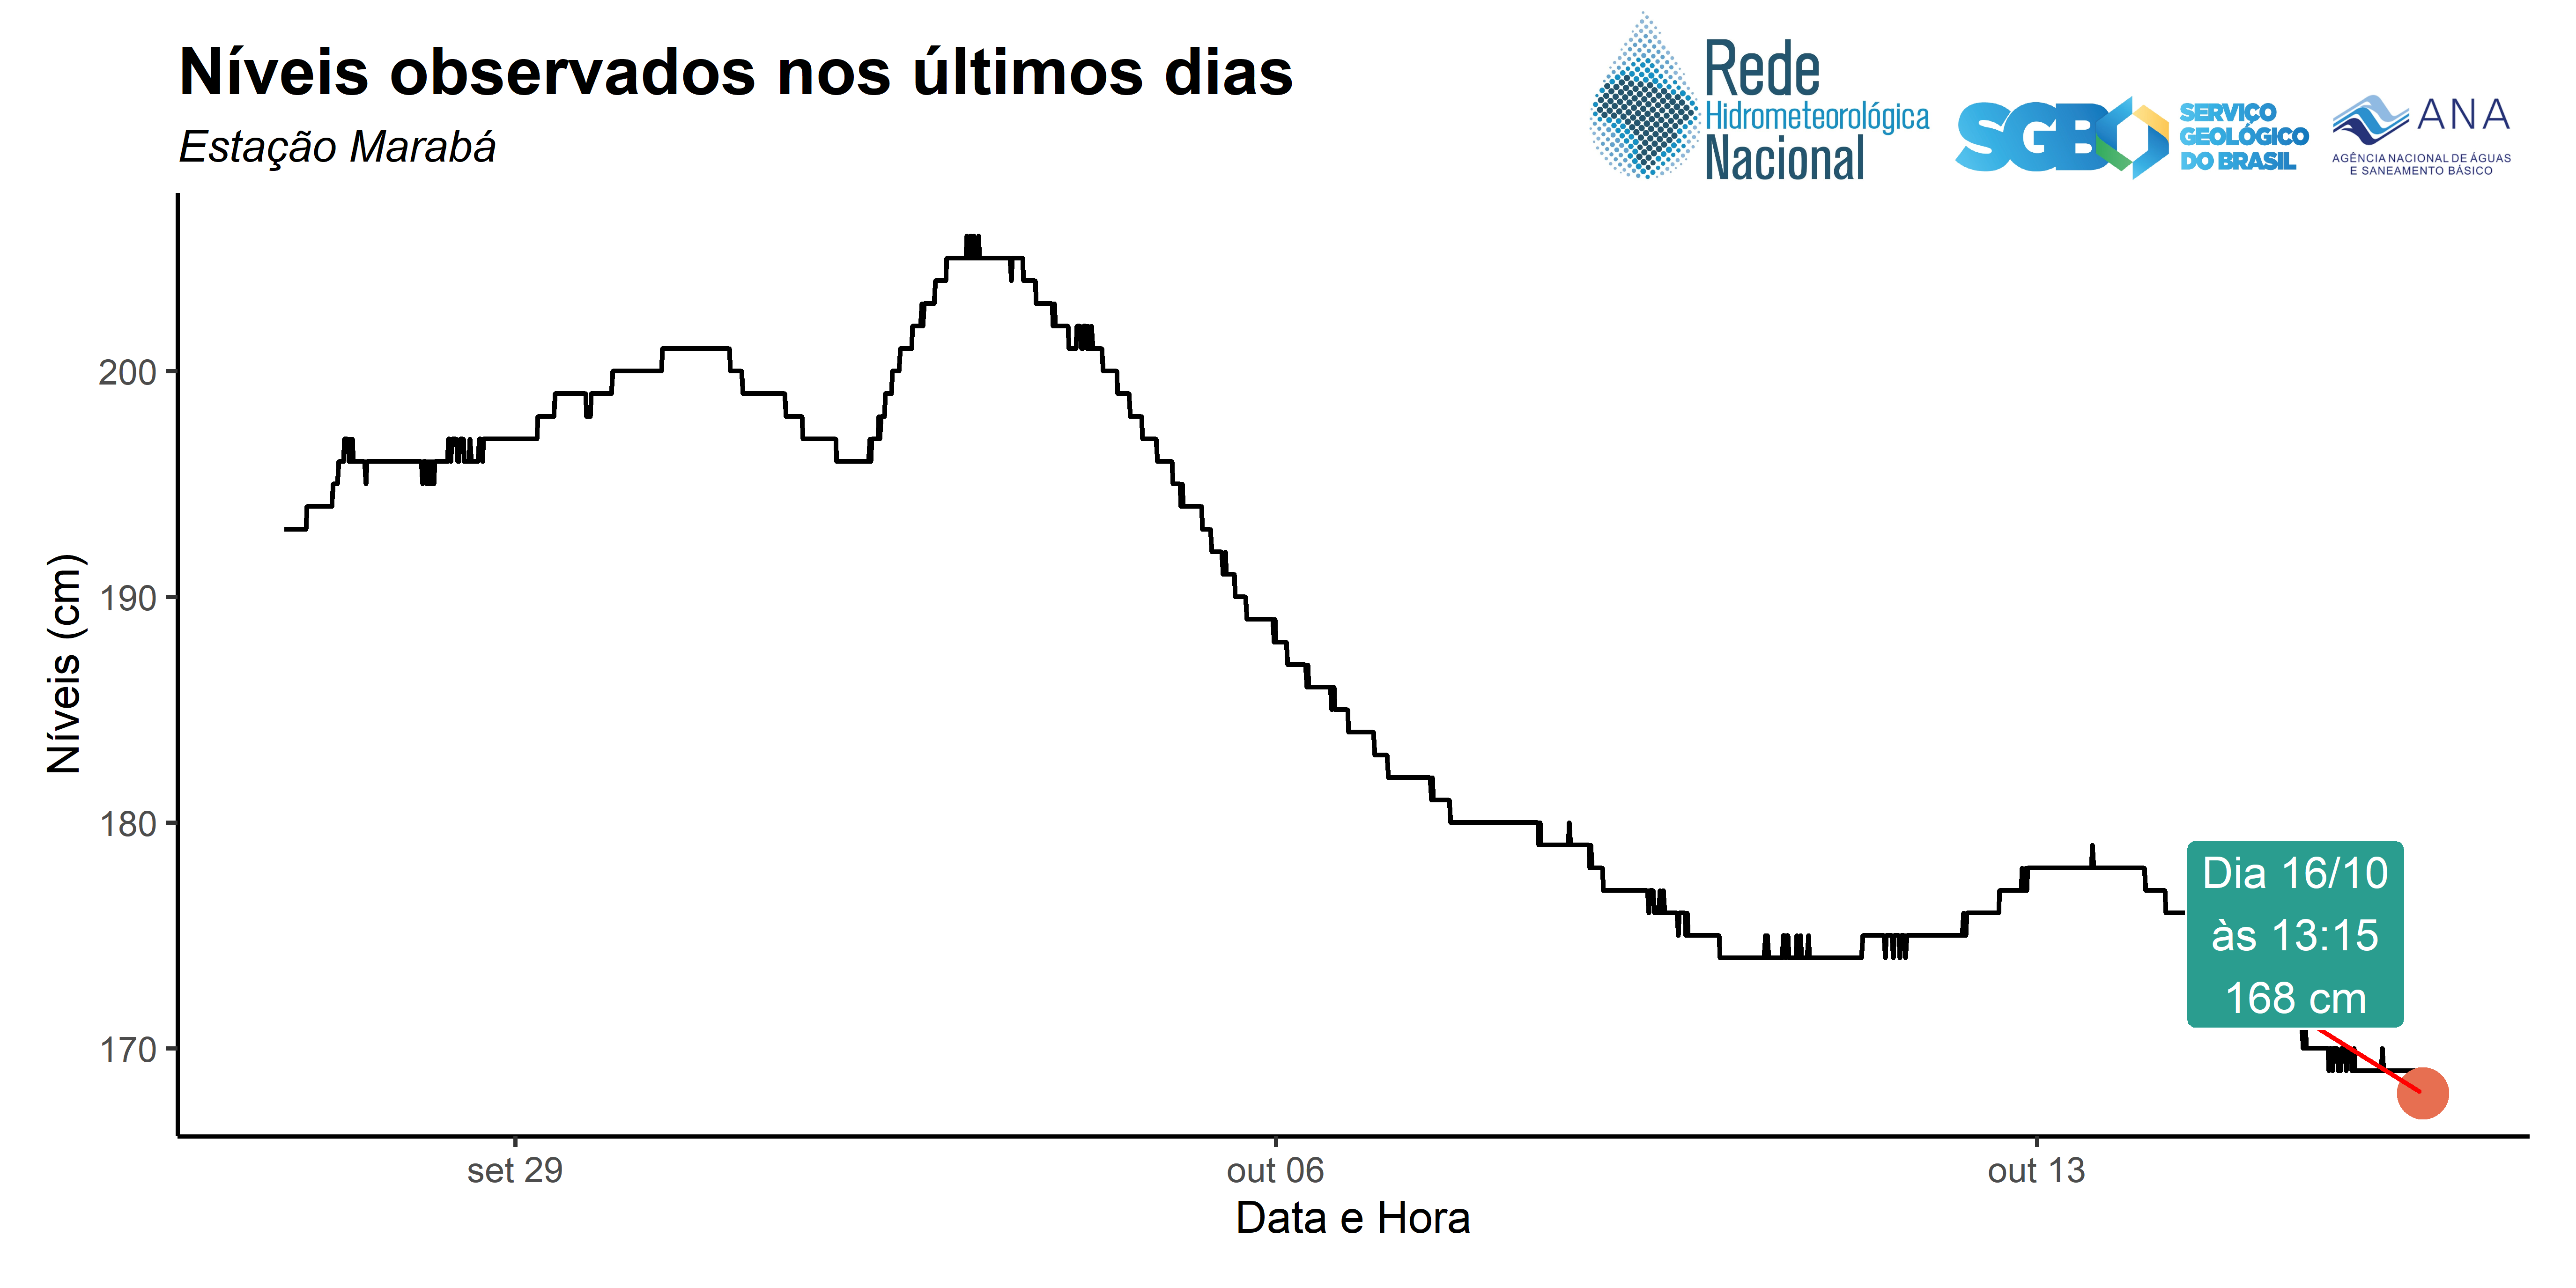 Níveis observados nos últimos dias
Estação Marabá
Rede
Hidrometeorológica
Nacional
SGB
SERVIÇO
GEOLÓGICO
DO BRASIL
ANA
AGÊNCIA NACIONAL DE ÁGUAS
E SANEAMENTO BÁSICO
Níveis (cm)
200
190
180
170
Dia 16/10
às 13:15
168 cm
set 29
out 06
out 13
Data e Hora